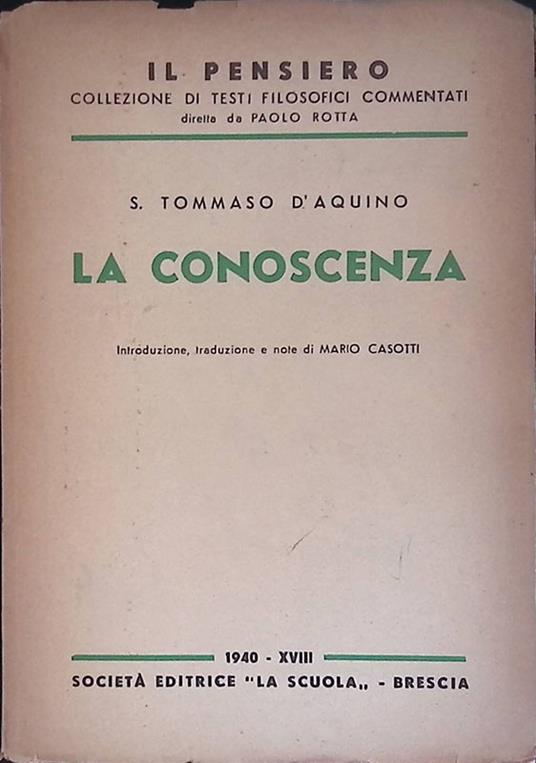 IL PENSIERO
COLLEZIONE DI TESTI FILOSOFICI COMMENTATI
diretta da PAOLO ROTTA
S. TOMMASO D'AQUINO
LA CONOSCENZA
Introduzione, traduzione e note di MARIO CASOTTI
1940 - XVIII
SOCIETÀ EDITRICE "LA SCUOLA„ - BRESCIA